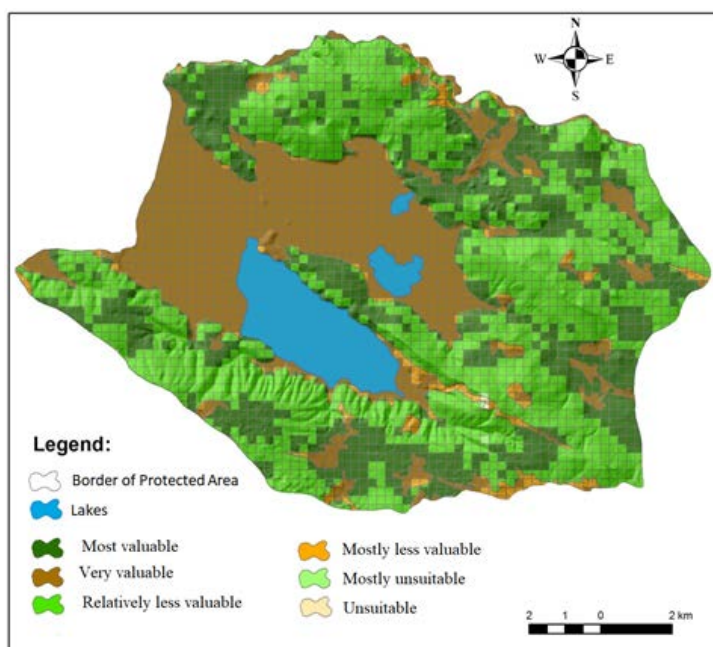 N
W E
S
Legend:
Border of Protected Area
Lakes
Most valuable
Very valuable
Relatively less valuable
Mostly less valuable
Mostly unsuitable
Unsuitable
2 1 0 2 km